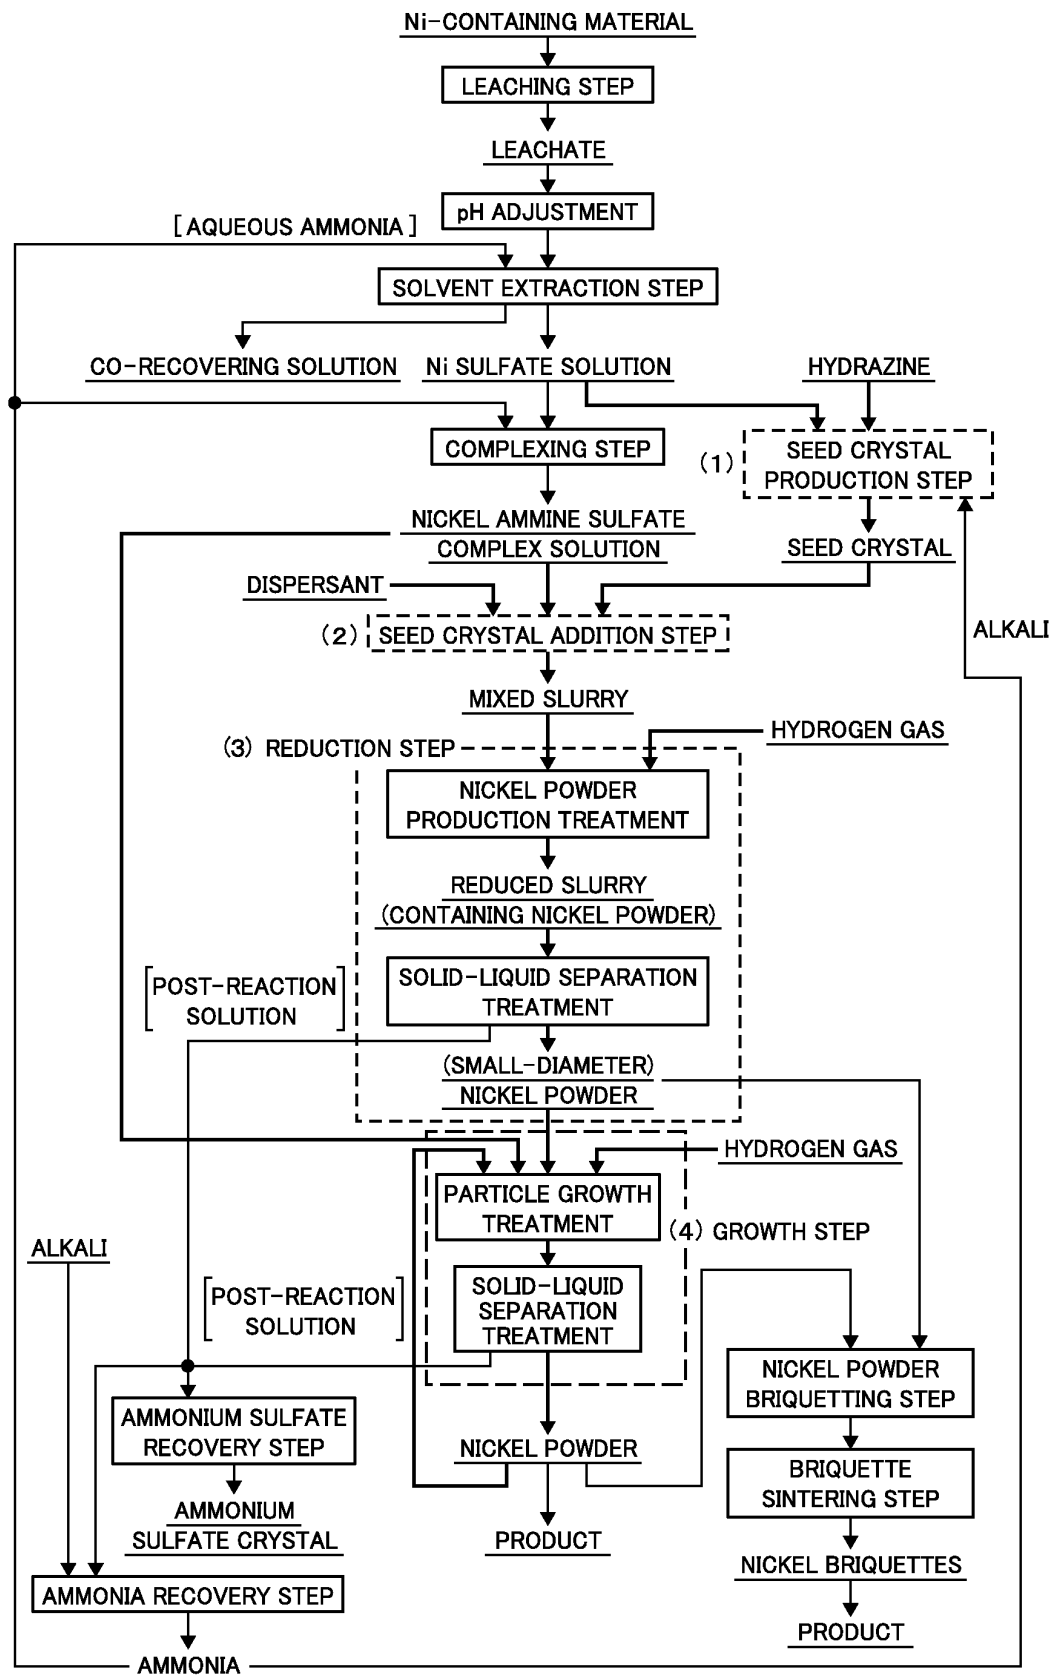 Ni-CONTAINING MATERIAL
LEACHING STEP
LEACHATE
pH ADJUSTMENT
[AQUEOUS AMMONIA]
SOLVENT EXTRACTION STEP
CO-RECOVERING SOLUTION
Ni SULFATE SOLUTION
HYDRAZINE
COMPLEXING STEP
(1)
SEED CRYSTAL
PRODUCTION STEP
NICKEL AMMINE SULFATE
COMPLEX SOLUTION
SEED CRYSTAL
DISPERSANT
(2)
SEED CRYSTAL ADDITION STEP
ALKALI
MIXED SLURRY
HYDROGEN GAS
(3) REDUCTION STEP
NICKEL POWDER
PRODUCTION TREATMENT
REDUCED SLURRY
(CONTAINING NICKEL POWDER)
[POST-REACTION
SOLUTION]
SOLID-LIQUID SEPARATION
TREATMENT
(SMALL-DIAMETER)
NICKEL POWDER
HYDROGEN GAS
PARTICLE GROWTH
TREATMENT
(4) GROWTH STEP
ALKALI
[POST-REACTION
SOLUTION]
SOLID-LIQUID
SEPARATION
TREATMENT
NICKEL POWDER
BRIQUETTING STEP
AMMONIUM SULFATE
RECOVERY STEP
NICKEL POWDER
BRIQUETTE
SINTERING STEP
AMMONIUM
SULFATE CRYSTAL
PRODUCT
NICKEL BRIQUETTES
AMMONIA RECOVERY STEP
PRODUCT
AMMONIA